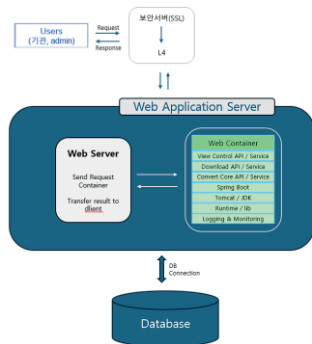 Users
(기관, admin)
Request
Response
보안서버(SSL)
L4
Web Application Server
Web Server
Send Request
Container
Transfer result to
dlient.
Web Container
View Control API / Service
Download API / Service
Convert Core API / Service
Spring Boot
Tomcat / JDK
Runtime / lib
Logging & Monitoring
DB
Connection
Database